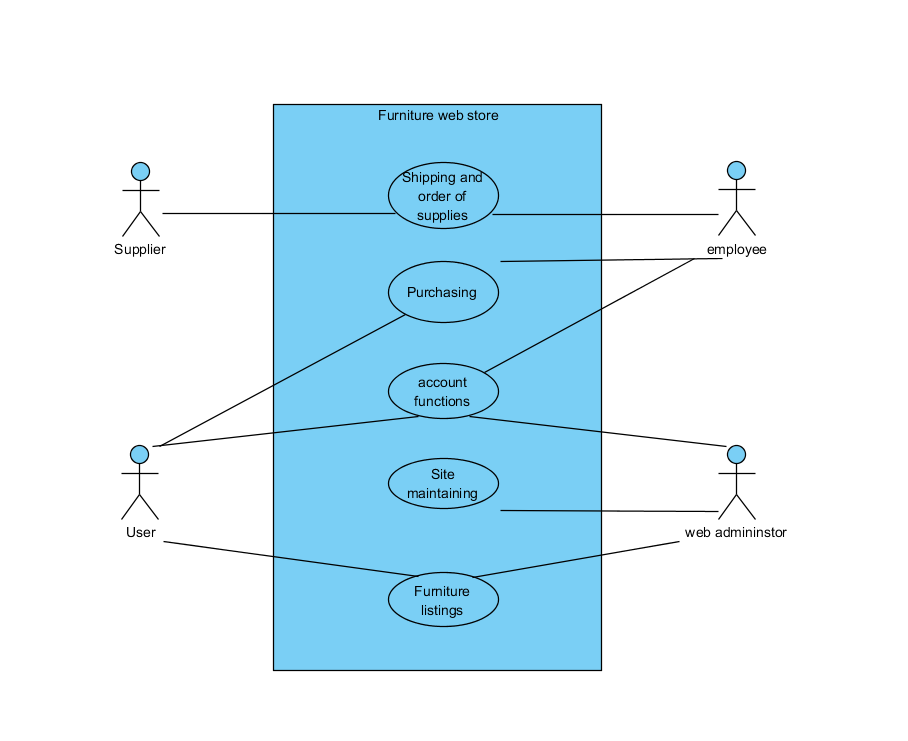 Furniture web store
Shipping and
order of
supplies
Supplier
employee
Purchasing
account
functions
Site
maintaining
User
web admininstor
Furniture
listings